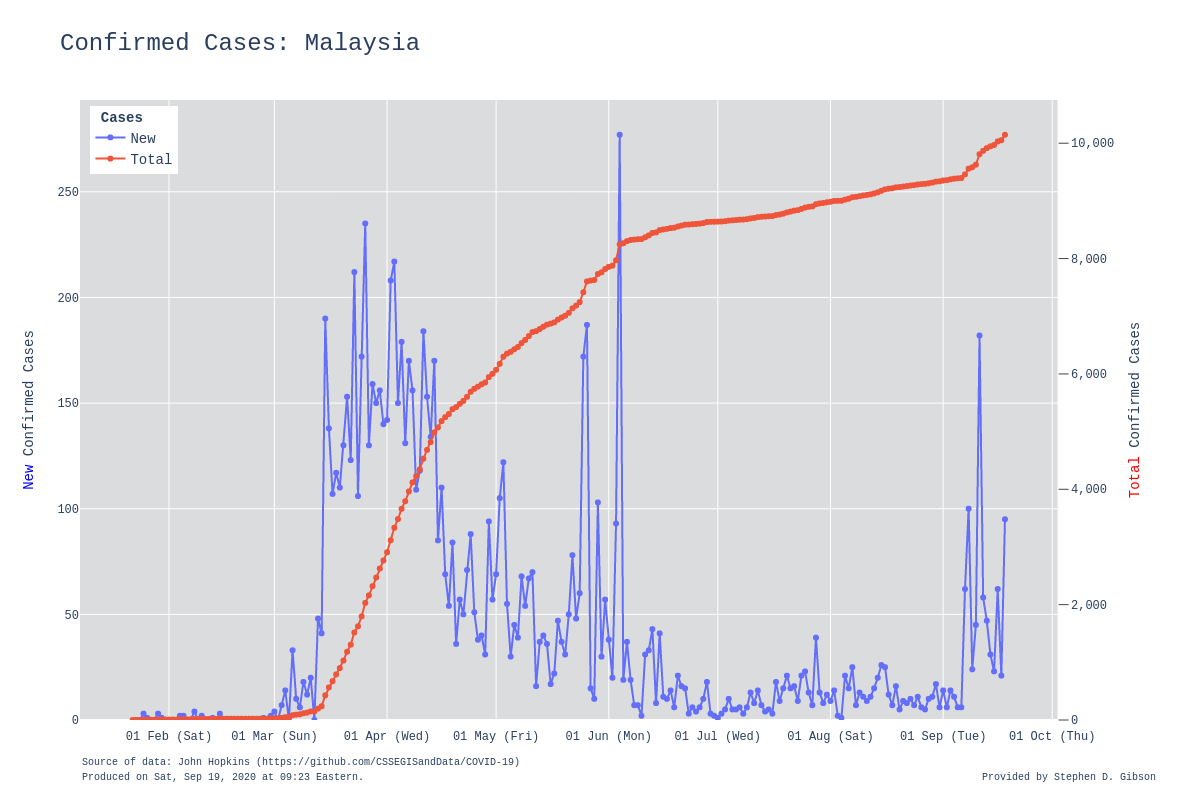 Confirmed Cases: Malaysia
Cases
New
Total
250
200
150
100
50
0
10,000
8,000
6,000
4,000
2,000
0
New Confirmed Cases
Total Confirmed Cases
01 Feb (Sat) 01 Mar (Sun) 01 Apr (Wed) 01 May (Fri) 01 Jun (Mon) 01 Jul (Wed) 01 Aug (Sat) 01 Sep (Tue) 01 Oct (Thu)
Source of data: John Hopkins (https://github.com/CSSEGISandData/COVID-19)
Produced on Sat, Sep 19, 2020 at 09:23 Eastern.
Provided by Stephen D. Gibson